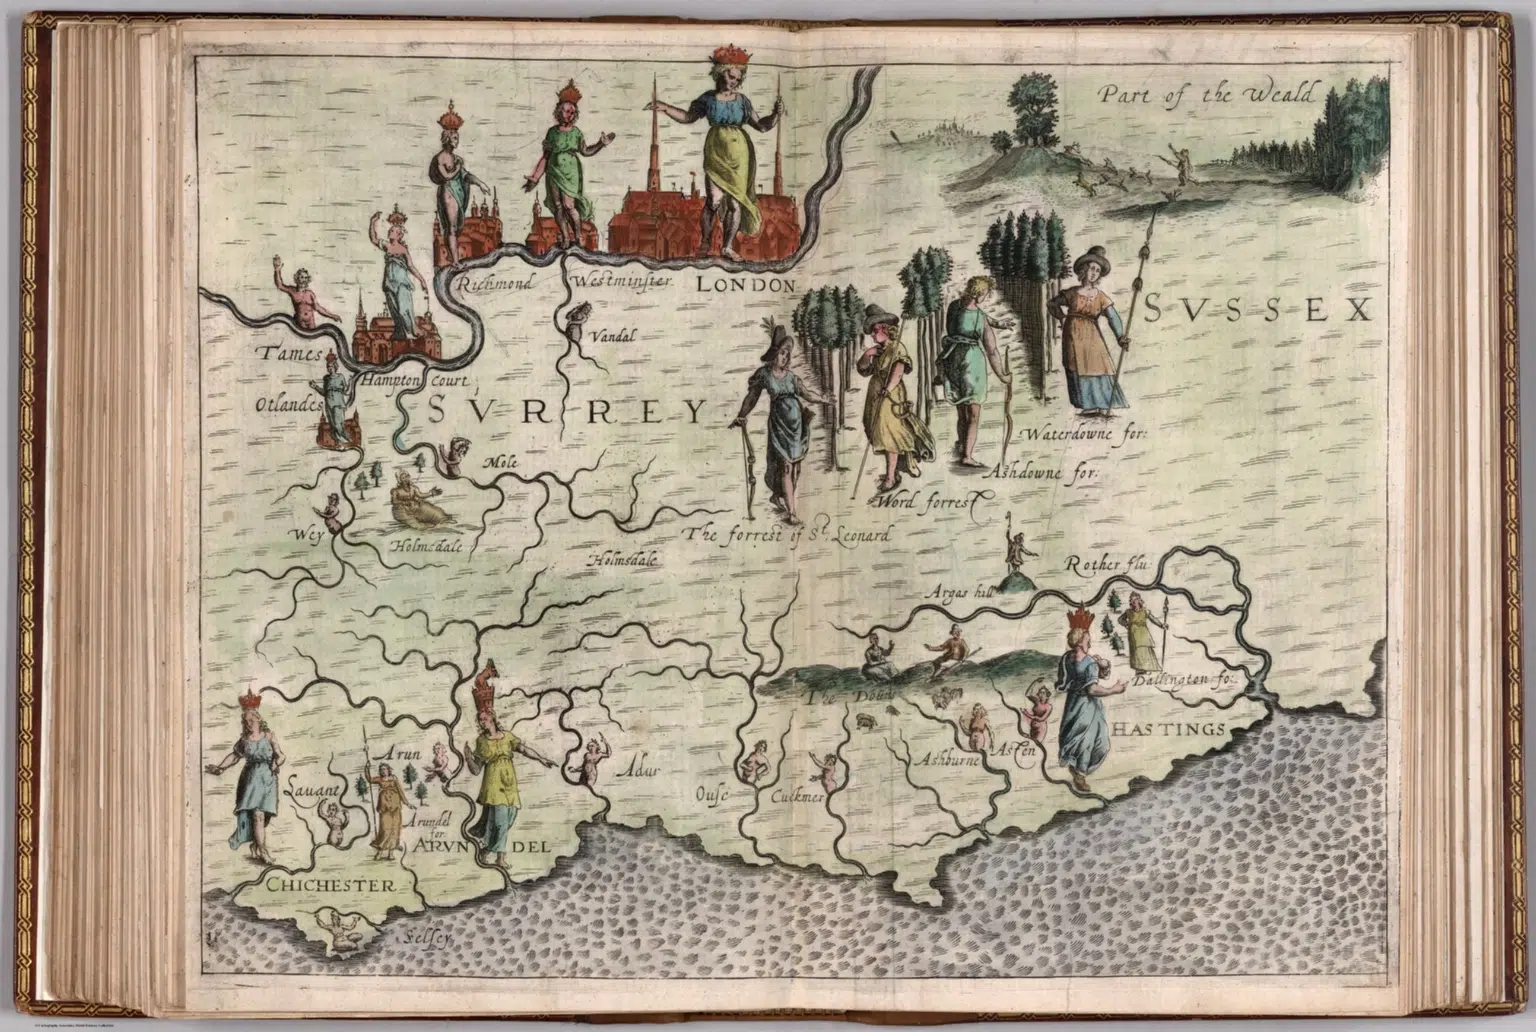 Part of the Weald
Richmond
Westminster
LONDON
SVSSEX
Vandal
Tames
Hampton court
Otlandes
SVRREY
Waterdowne for:
Mole
Ashdowne for:
Word forrest
Wey
The forrest of St. Leonard
Holmsdale
Holmsdale
Rother flu:
Argas hill
Dallington fo:
The Doun
HASTINGS
Arun
Ashburne
Asten
Adur
Lavant
Ouse
Cuckmer
Arundel
for:
ARVNDEL
CHICHESTER
Selsey